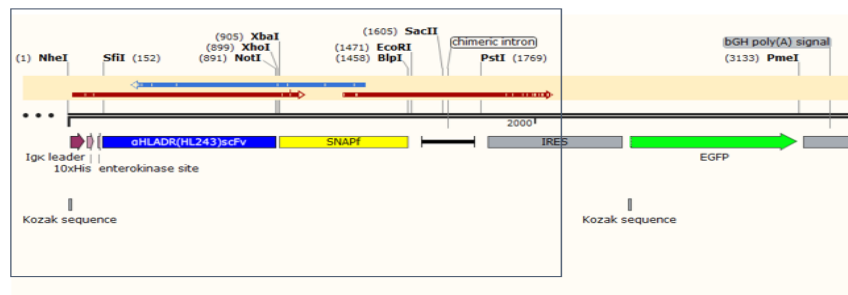 (1605) SacII
(905) XbaI
(899) XhoI
(891) NotI
(1471) EcoRI
(1458) BlpI
chimeric intron
bGH poly(A) signal
(1) NheI
SfiI (152)
PstI (1769)
(3133) PmeI
2000
αHLADR(HL243)scFv
SNAPf
IRES
EGFP
Igκ leader
10xHis
enterokinase site
Kozak sequence
Kozak sequence